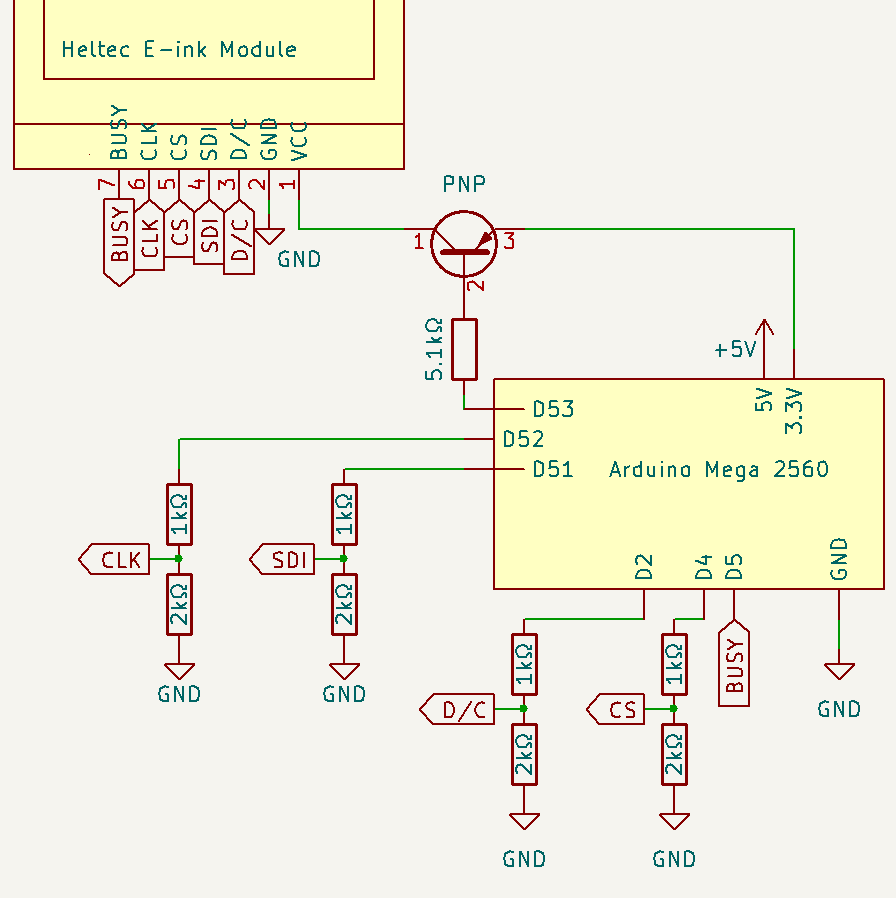 Heltec E-ink Module
BUSY
CLK
CS
SDI
D/C
GND
VCC
7
6
5
4
3
2
1
BUSY
CLK
CS
SDI
D/C
GND
PNP
1
3
2
5.1kΩ
+5V
5V
3.3V
D53
D52
D51
Arduino Mega 2560
1kΩ
1kΩ
CLK
SDI
2kΩ
2kΩ
GND
GND
D2
D4
D5
GND
1kΩ
1kΩ
BUSY
D/C
CS
GND
2kΩ
2kΩ
GND
GND